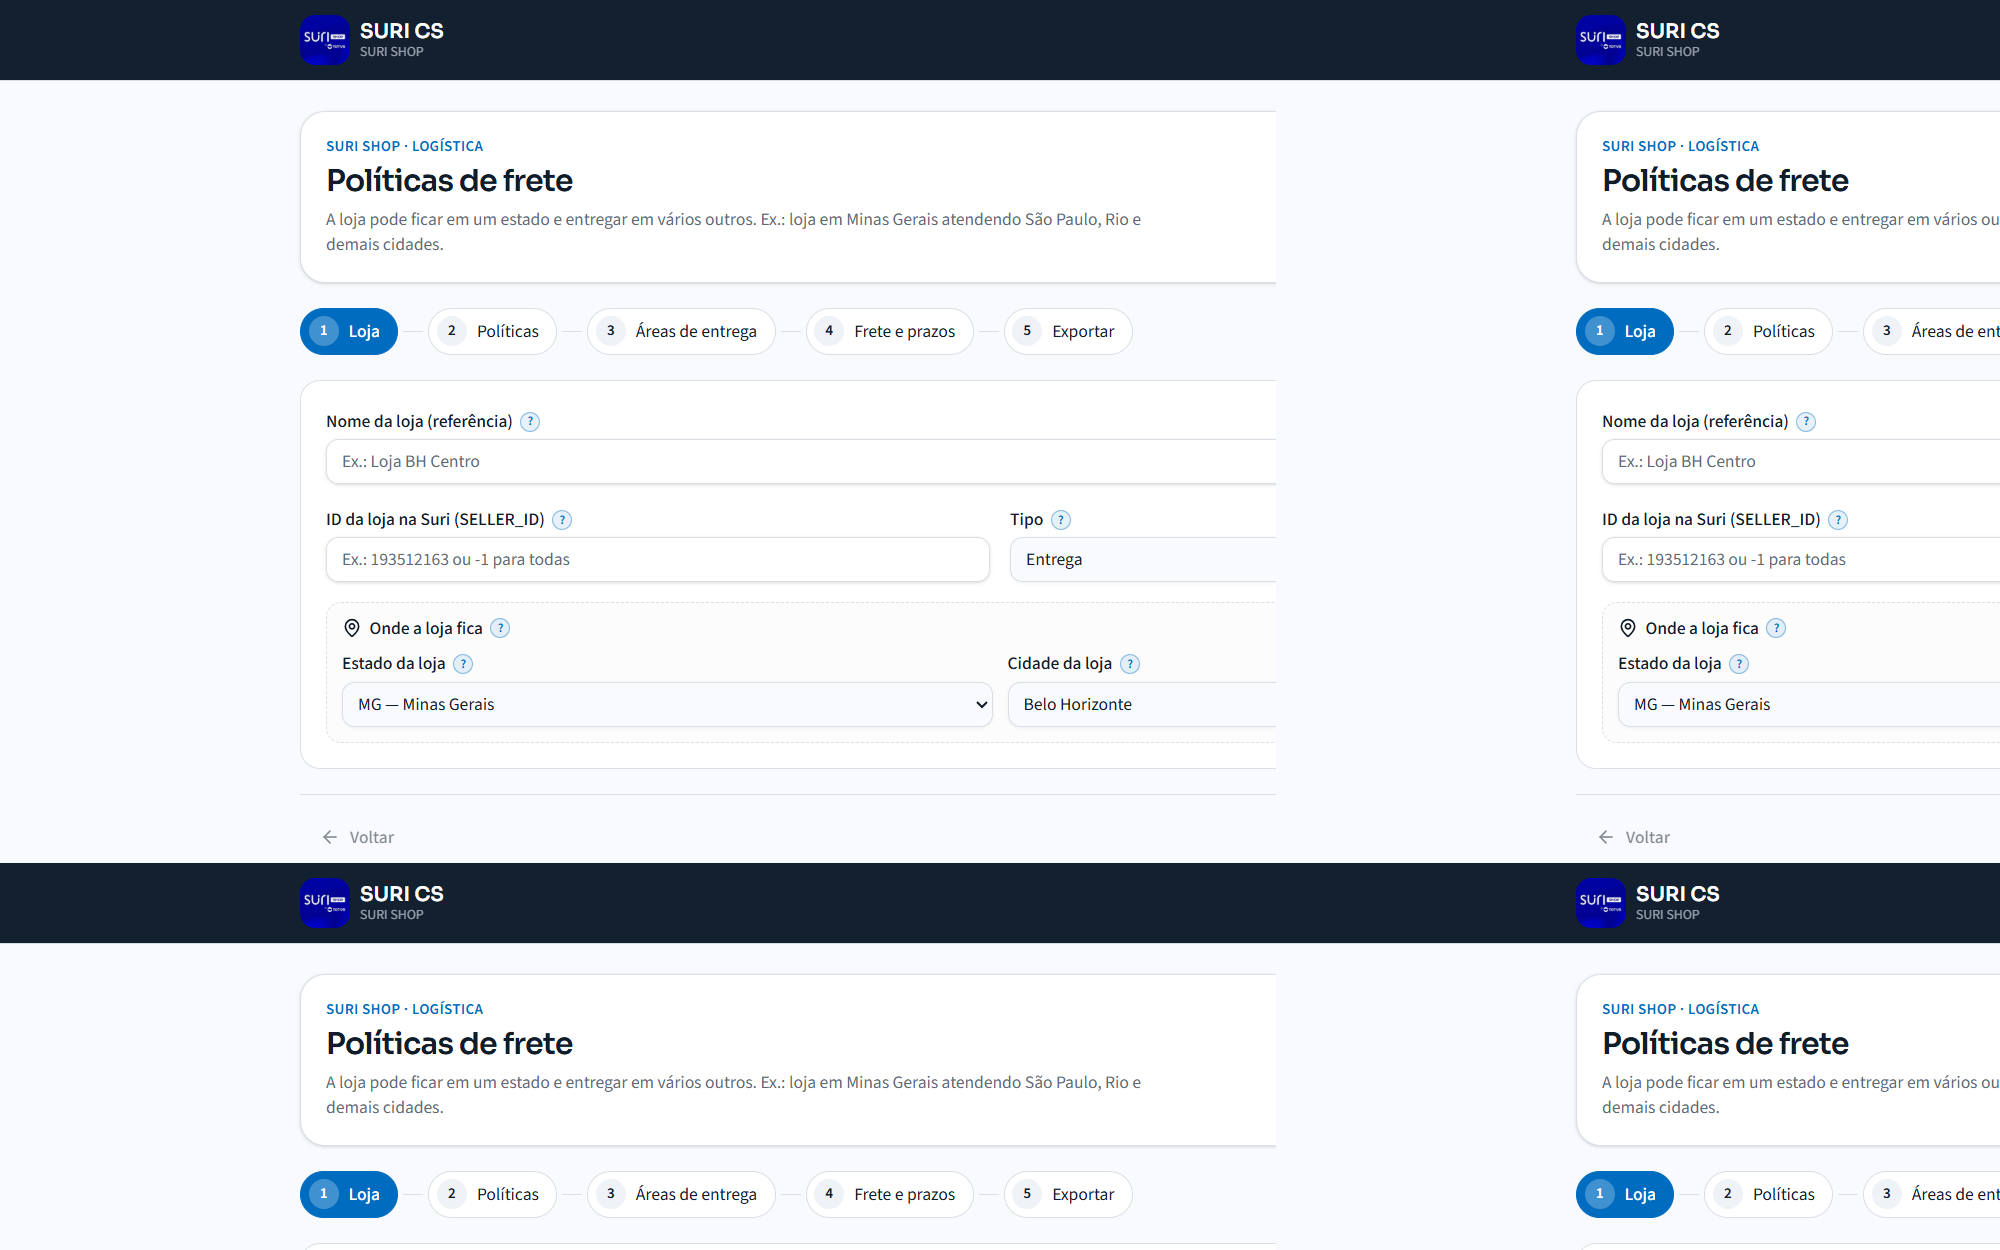 SURI CS
SURI SHOP
SURI SHOP · LOGÍSTICA
Políticas de frete
A loja pode ficar em um estado e entregar em vários outros. Ex.: loja em Minas Gerais atendendo São Paulo, Rio e
demais cidades.
1 Loja 2 Políticas 3 Áreas de entrega 4 Frete e prazos 5 Exportar
Nome da loja (referência) ?
Ex.: Loja BH Centro
ID da loja na Suri (SELLER_ID) ? Tipo ?
Ex.: 193512163 ou -1 para todas Entrega
Onde a loja fica ?
Estado da loja ? Cidade da loja ?
MG — Minas Gerais Belo Horizonte
Voltar
SURI CS
SURI SHOP
SURI SHOP · LOGÍSTICA
Políticas de frete
A loja pode ficar em um estado e entregar em vários ou
demais cidades.
1 Loja 2 Políticas 3 Áreas de ent
Nome da loja (referência) ?
Ex.: Loja BH Centro
ID da loja na Suri (SELLER_ID) ?
Ex.: 193512163 ou -1 para todas
Onde a loja fica ?
Estado da loja ?
MG — Minas Gerais
Voltar
SURI CS
SURI SHOP
SURI SHOP · LOGÍSTICA
Políticas de frete
A loja pode ficar em um estado e entregar em vários outros. Ex.: loja em Minas Gerais atendendo São Paulo, Rio e
demais cidades.
1 Loja 2 Políticas 3 Áreas de entrega 4 Frete e prazos 5 Exportar
SURI CS
SURI SHOP
SURI SHOP · LOGÍSTICA
Políticas de frete
A loja pode ficar em um estado e entregar em vários ou
demais cidades.
1 Loja 2 Políticas 3 Áreas de ent